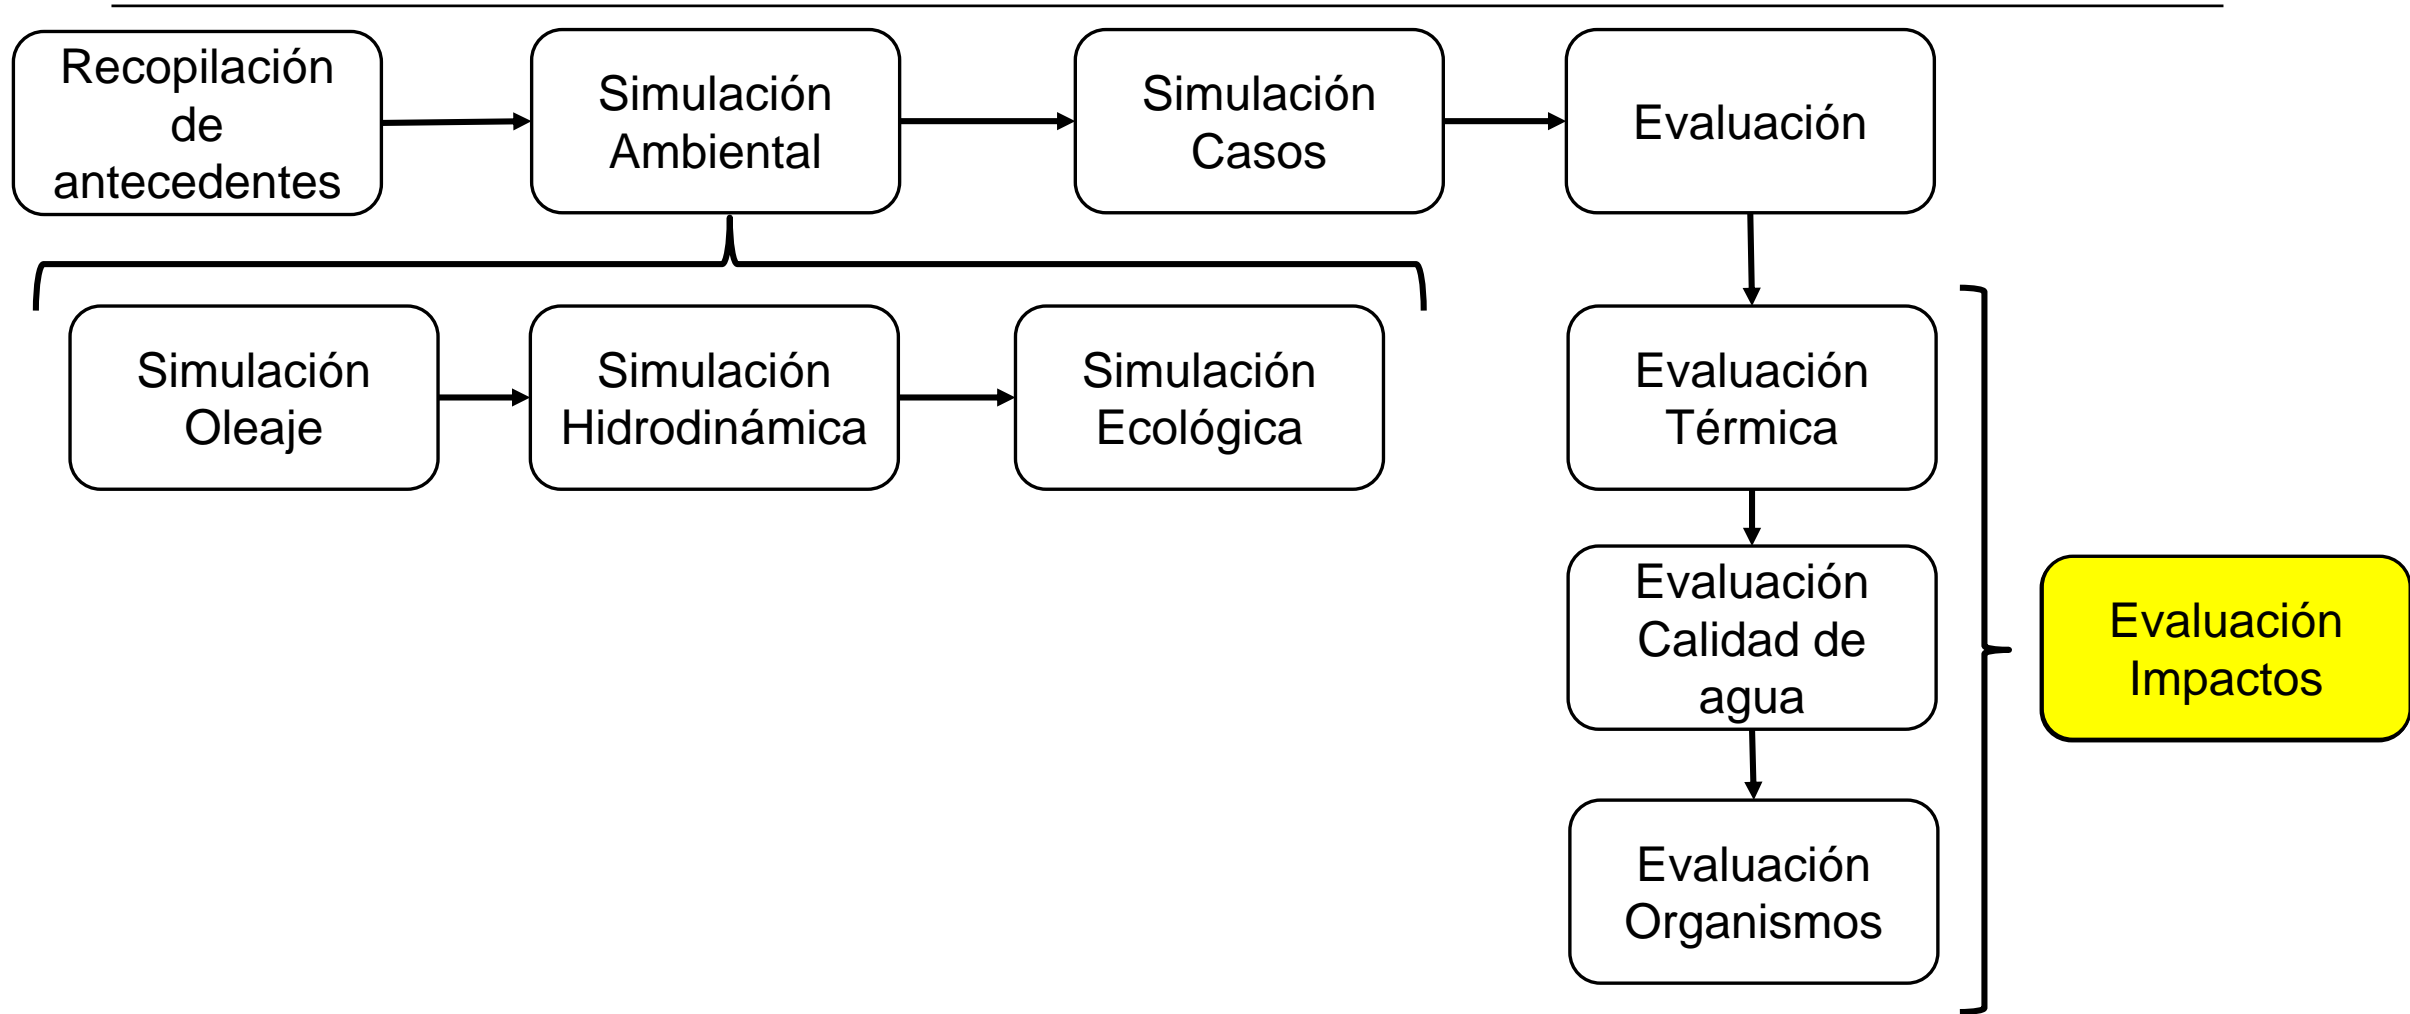 Recopilación
de
antecedentes
Simulación
Ambiental
Simulación
Casos
Evaluación
Simulación
Oleaje
Simulación
Hidrodinámica
Simulación
Ecológica
Evaluación
Térmica
Evaluación
Calidad de
agua
Evaluación
Organismos
Evaluación
Impactos